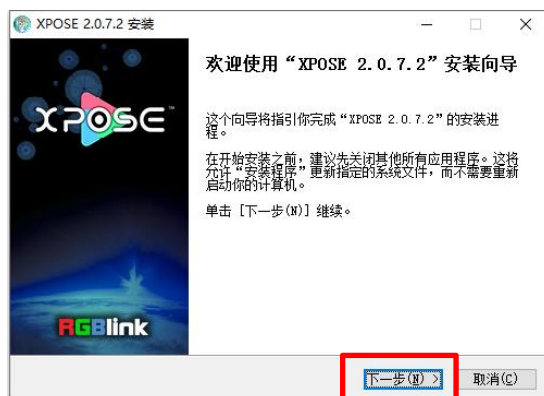 XPOSE 2.0.7.2 安装
欢迎使用“XPOSE 2.0.7.2”安装向导
XPOSE™
这个向导将指引你完成“XPOSE 2.0.7.2”的安装进
程。
在开始安装之前，建议先关闭其他所有应用程序。这将
允许“安装程序”更新指定的系统文件，而不需要重新
启动你的计算机。
单击 [下一步(N)] 继续。
RGBlink
下一步(N) >
取消(C)